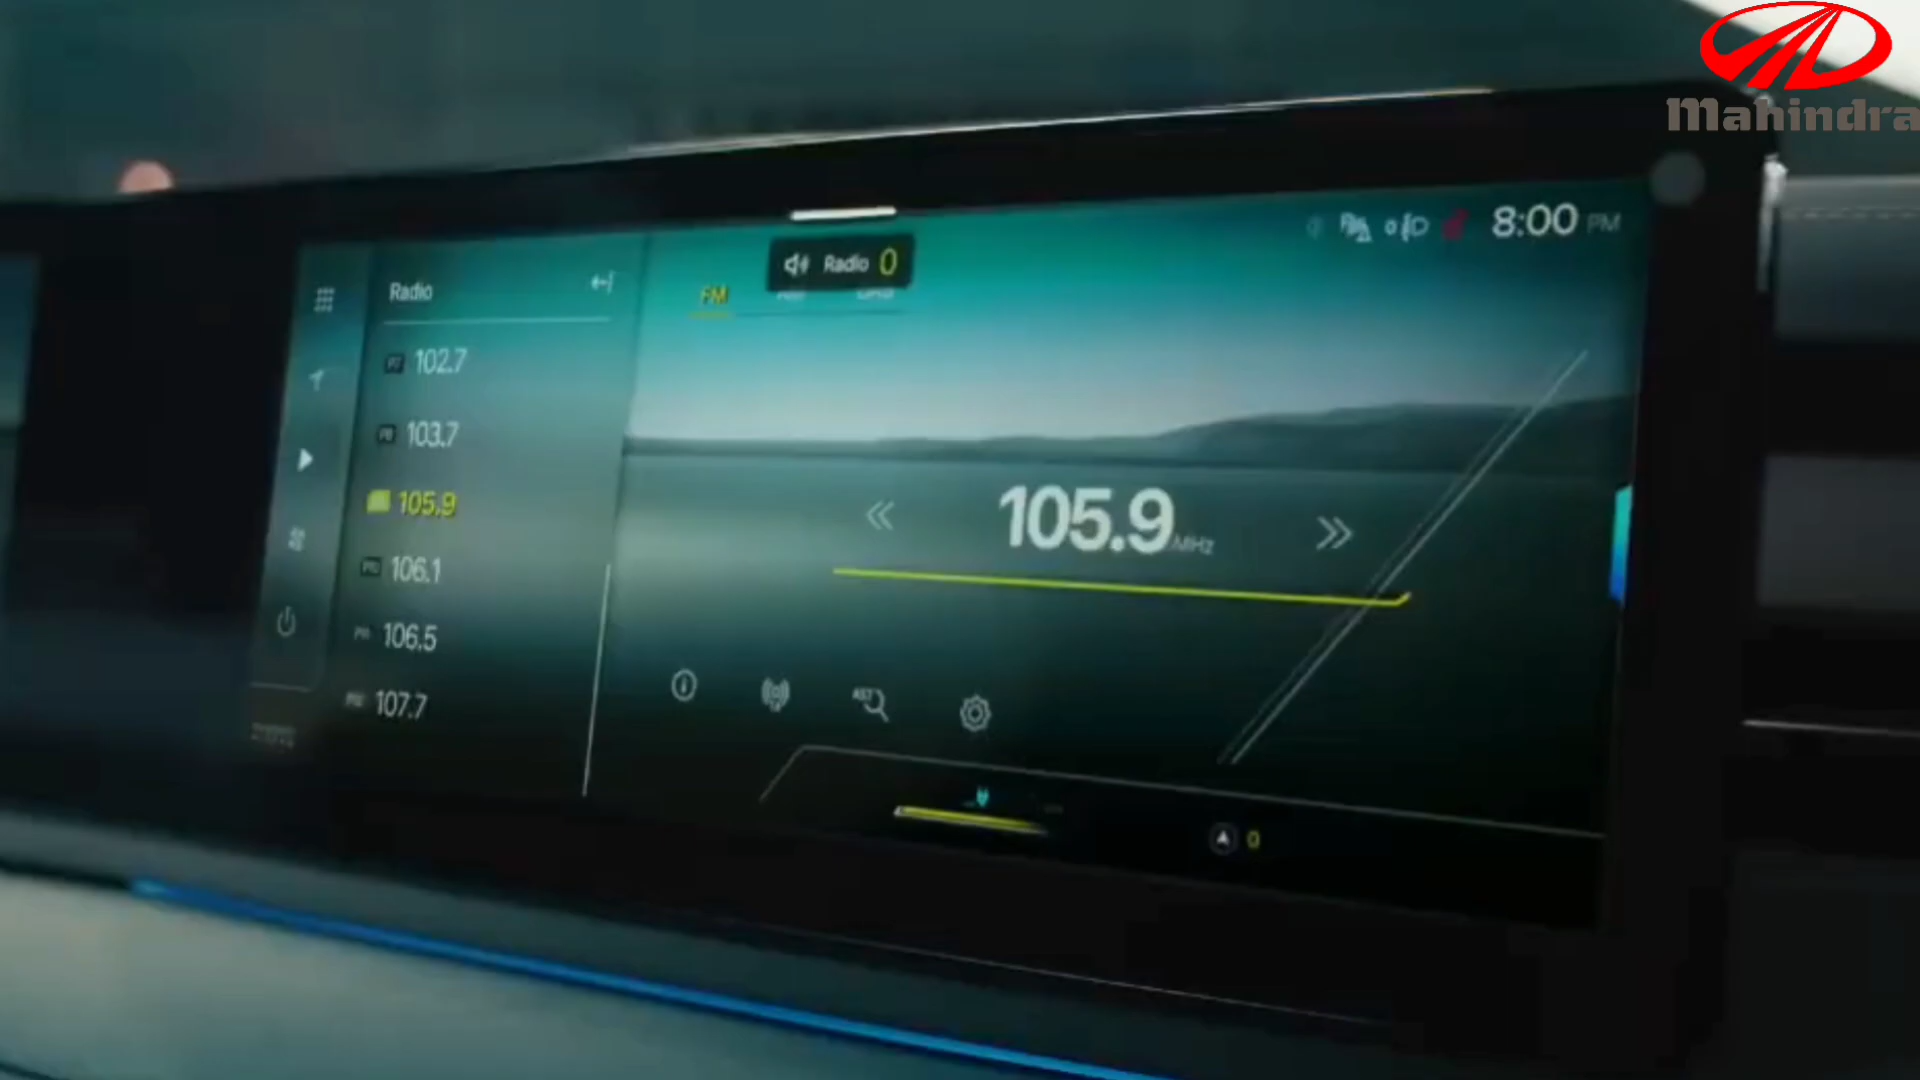 Mahindra
8:00 PM
Radio 0
Radio
FM
102.7
103.7
105.9
106.1
106.5
107.7
105.9 MHz
AST
0